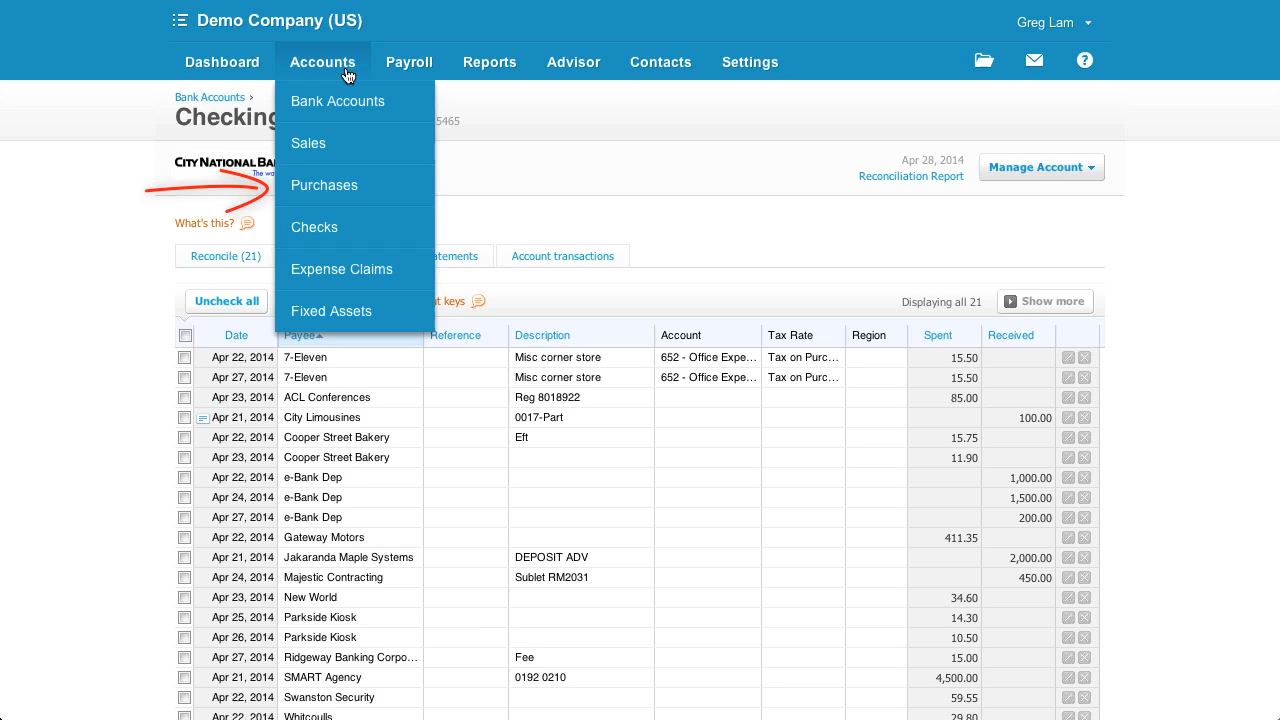 Demo Company (US)
Greg Lam
Dashboard Accounts Payroll Reports Advisor Contacts Settings
?
Bank Accounts ›
Checking
5465
Bank Accounts
Sales
Purchases
Checks
Expense Claims
Fixed Assets
CITY NATIONAL
Apr 28, 2014
Reconciliation Report
Manage Account
What's this?
Reconcile (21) Account transactions
Uncheck all keys Displaying all 21 Show more
Date Payee Reference Description Account Tax Rate Region Spent Received
Apr 22, 2014 7-Eleven Misc corner store 652 - Office Expe... Tax on Purc... 15.50
Apr 27, 2014 7-Eleven Misc corner store 652 - Office Expe... Tax on Purc... 15.50
Apr 23, 2014 ACL Conferences Reg 8018922 85.00
Apr 21, 2014 City Limousines 0017-Part 100.00
Apr 22, 2014 Cooper Street Bakery Eft 15.75
Apr 23, 2014 Cooper Street Bakery 11.90
Apr 22, 2014 e-Bank Dep 1,000.00
Apr 24, 2014 e-Bank Dep 1,500.00
Apr 27, 2014 e-Bank Dep 200.00
Apr 22, 2014 Gateway Motors 411.35
Apr 21, 2014 Jakaranda Maple Systems DEPOSIT ADV 2,000.00
Apr 24, 2014 Majestic Contracting Sublet RM2031 450.00
Apr 23, 2014 New World 34.60
Apr 25, 2014 Parkside Kiosk 14.30
Apr 26, 2014 Parkside Kiosk 10.50
Apr 27, 2014 Ridgeway Banking Corpo... Fee 15.00
Apr 21, 2014 SMART Agency 0192 0210 4,500.00
Apr 22, 2014 Swanston Security 59.55
Apr 22, 2014 Whitcoulls 29.80